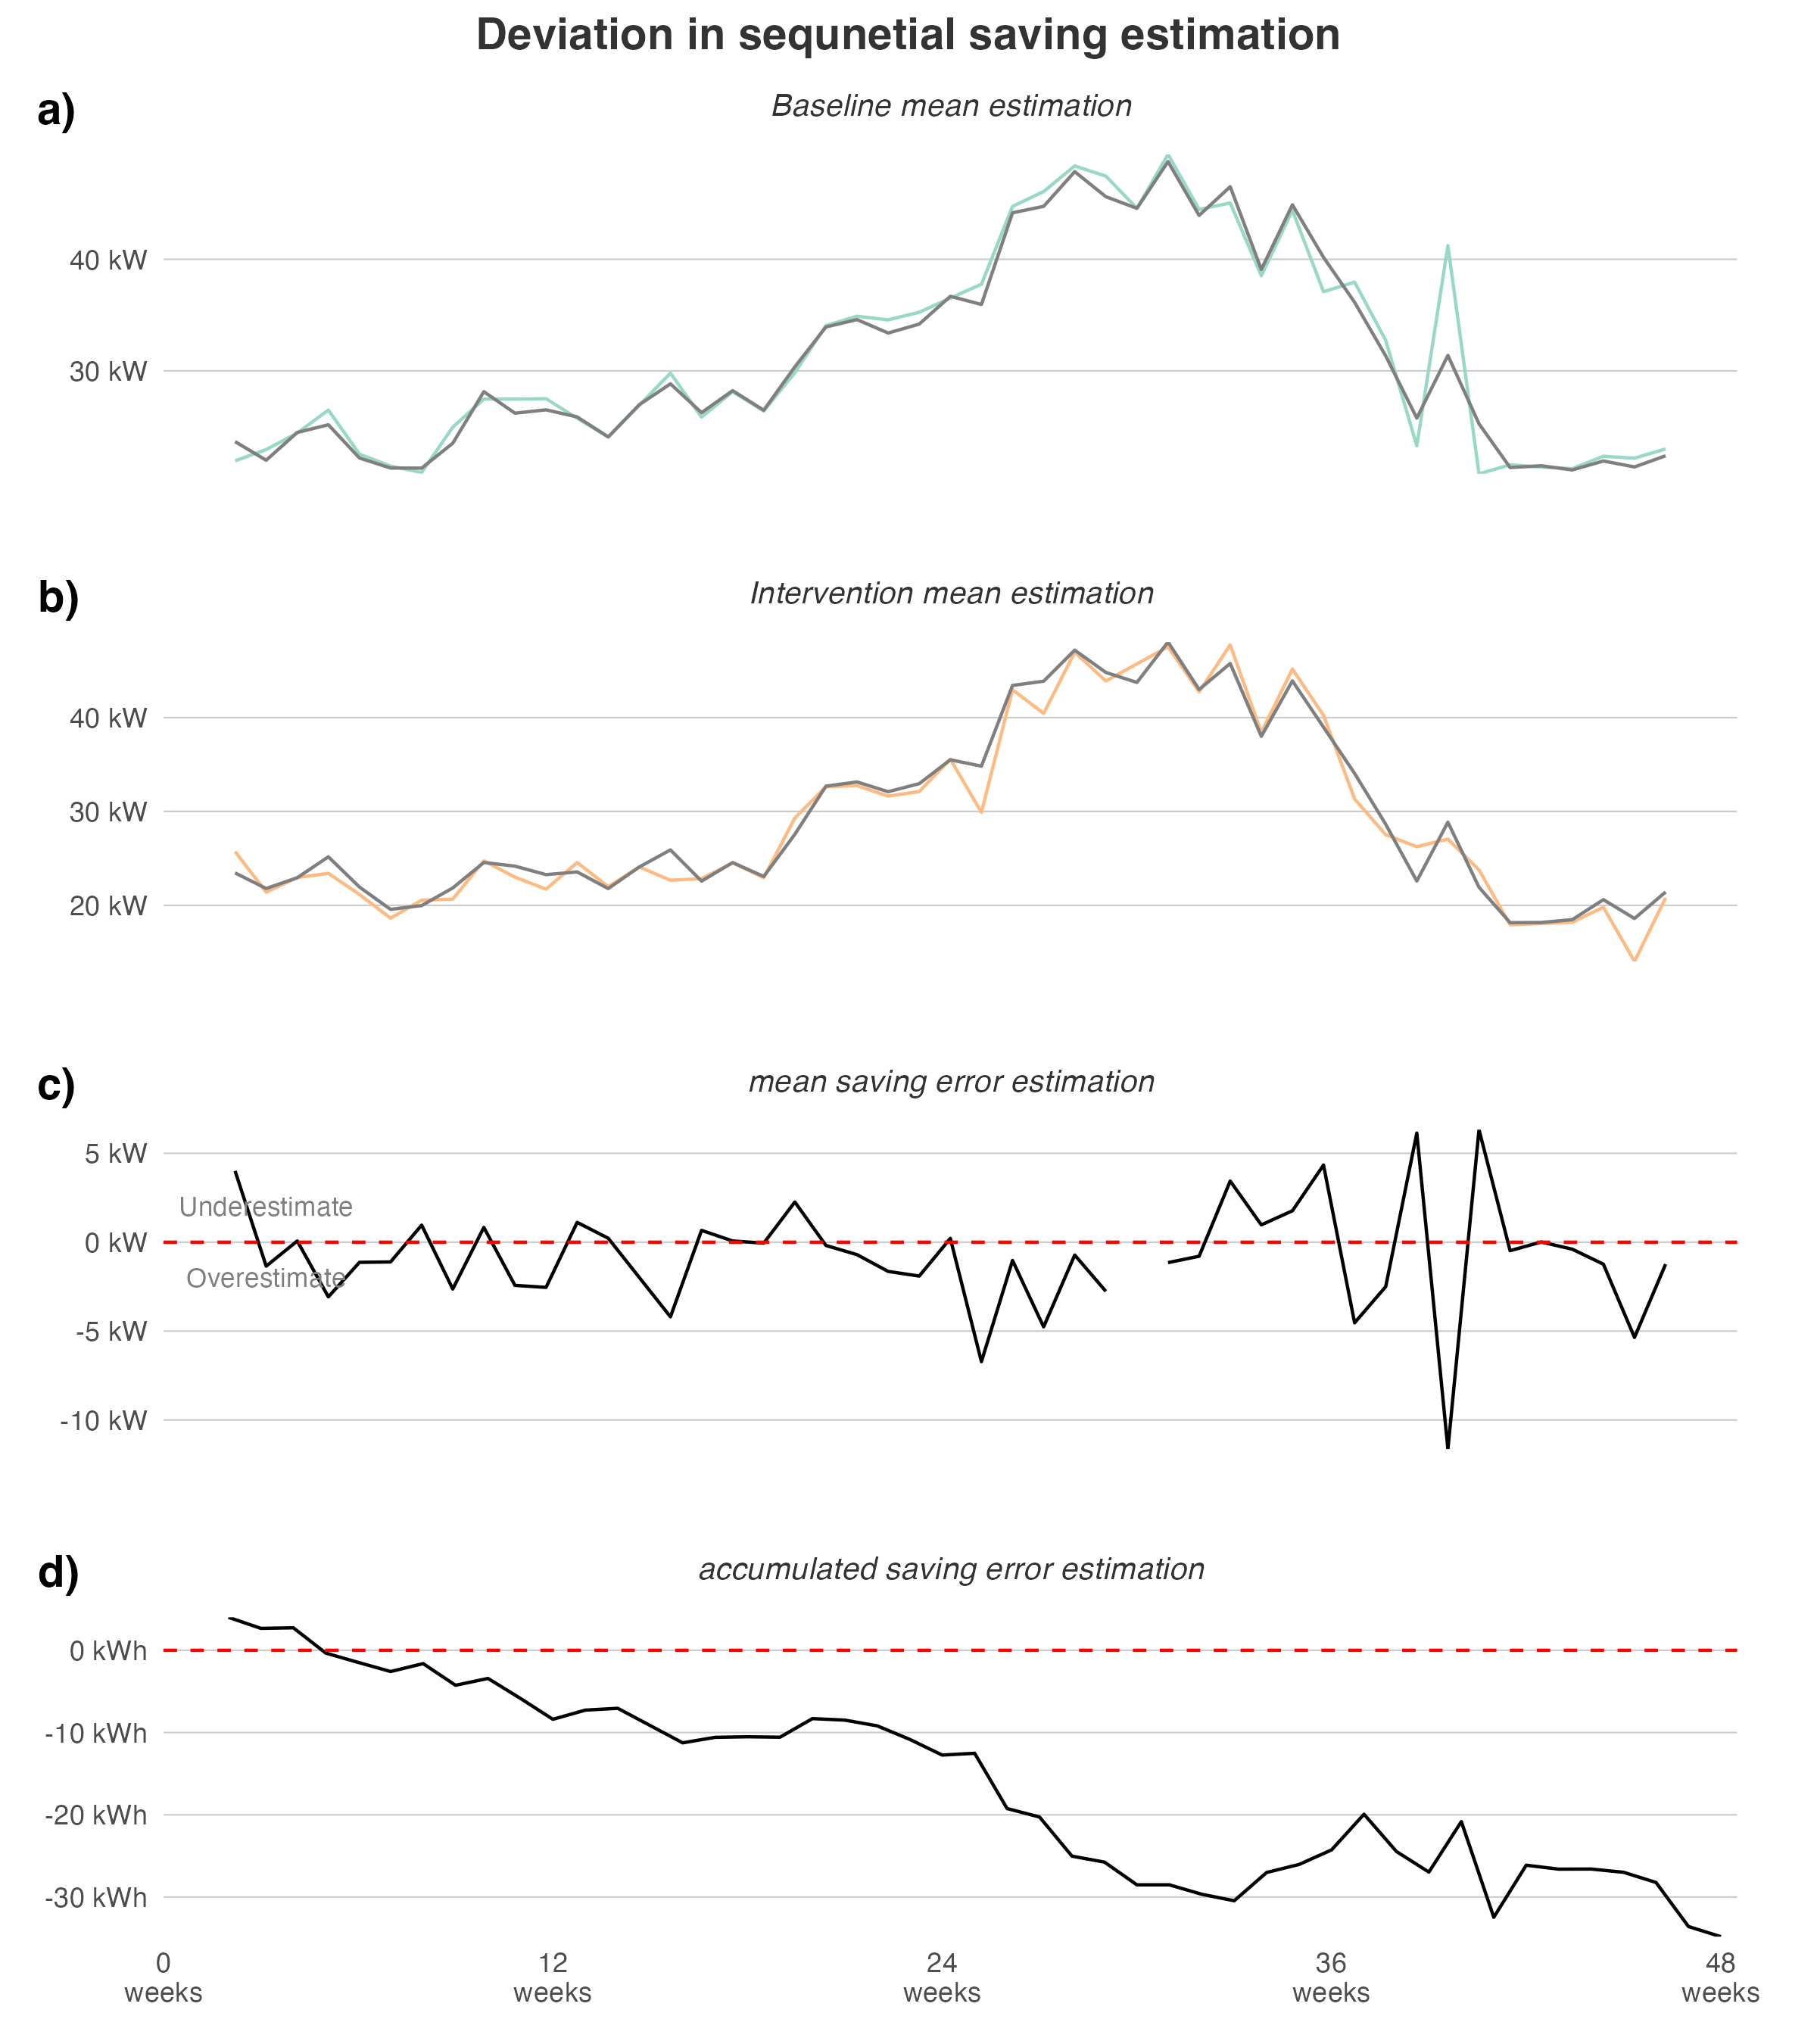 Deviation in sequnetial saving estimation
a)
Baseline mean estimation
40 kW
30 kW
b)
Intervention mean estimation
40 kW
30 kW
20 kW
c)
mean saving error estimation
5 kW
Underestimate
0 kW
Overestimate
-5 kW
-10 kW
d)
accumulated saving error estimation
0 kWh
-10 kWh
-20 kWh
-30 kWh
0 12 24 36 48
weeks weeks weeks weeks weeks